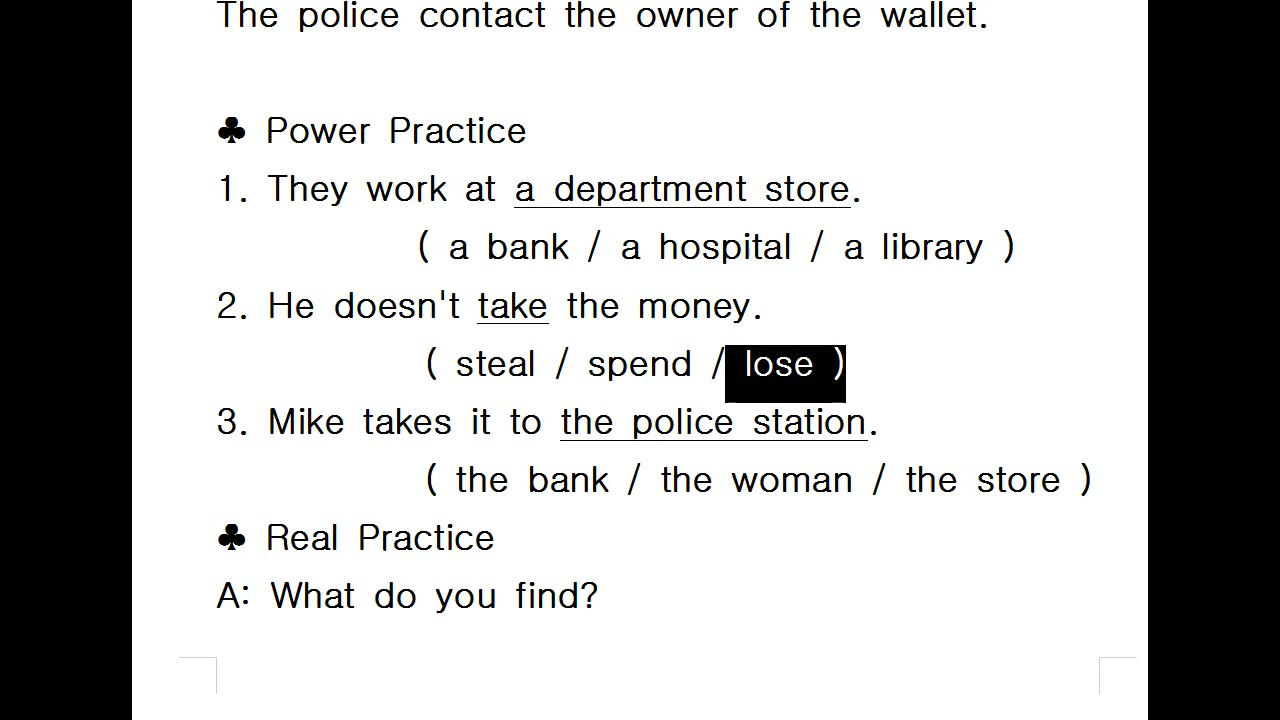 The police contact the owner of the wallet.
♣ Power Practice
1. They work at a department store.
( a bank / a hospital / a library )
2. He doesn't take the money.
( steal / spend / lose )
3. Mike takes it to the police station.
( the bank / the woman / the store )
♣ Real Practice
A: What do you find?